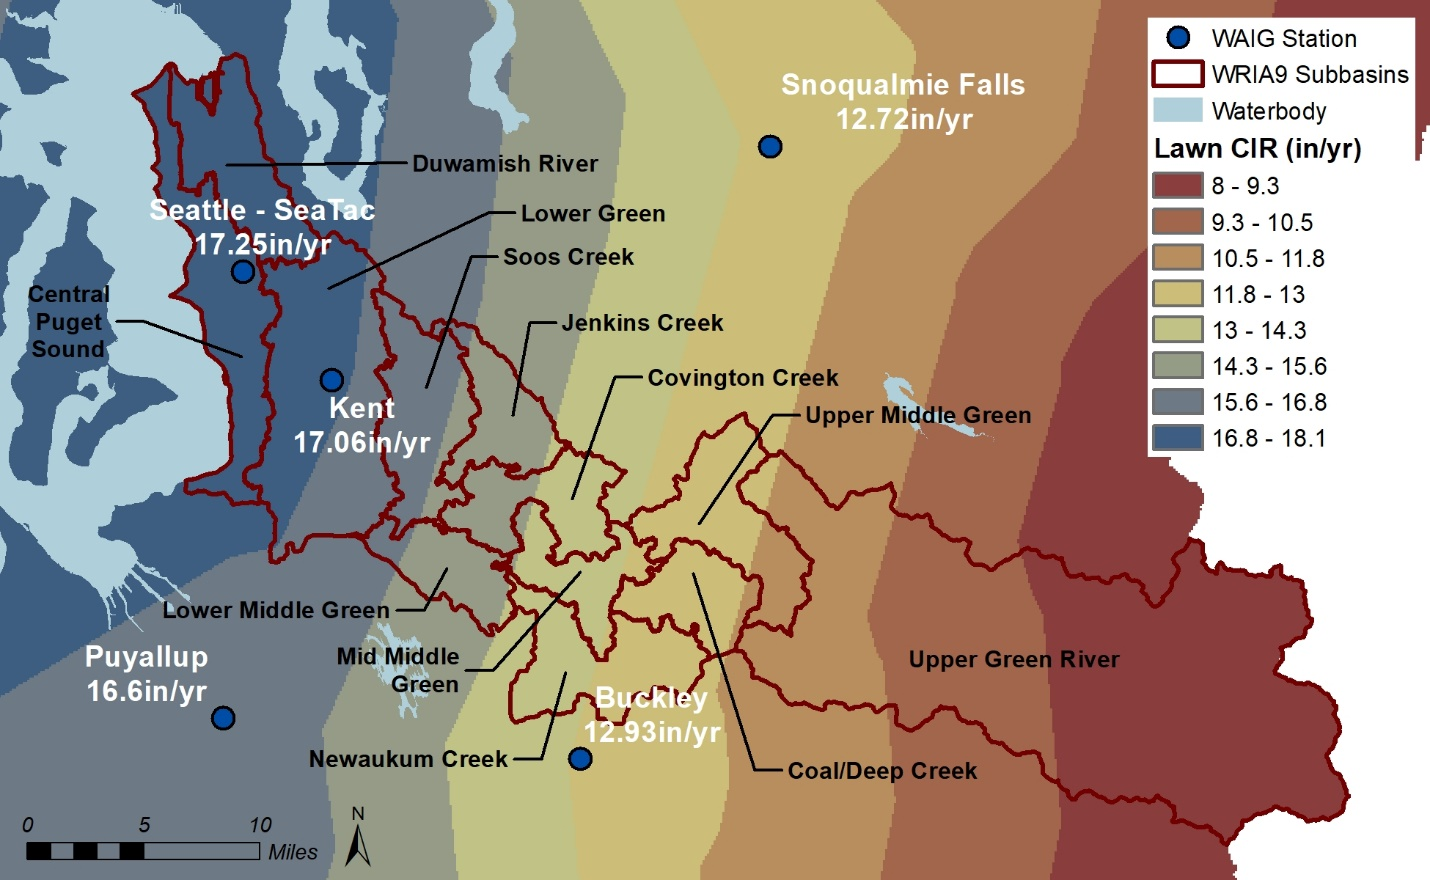 WAIG Station
WRIA9 Subbasins
Waterbody
Lawn CIR (in/yr)
8 - 9.3
9.3 - 10.5
10.5 - 11.8
11.8 - 13
13 - 14.3
14.3 - 15.6
15.6 - 16.8
16.8 - 18.1
Snoqualmie Falls
12.72in/yr
Duwamish River
Seattle - SeaTac
17.25in/yr
Lower Green
Soos Creek
Central
Puget
Sound
Jenkins Creek
Covington Creek
Kent
17.06in/yr
Upper Middle Green
Lower Middle Green
Puyallup
16.6in/yr
Mid Middle
Green
Upper Green River
Buckley
12.93in/yr
Newaukum Creek
Coal/Deep Creek
N
0 5 10
Miles